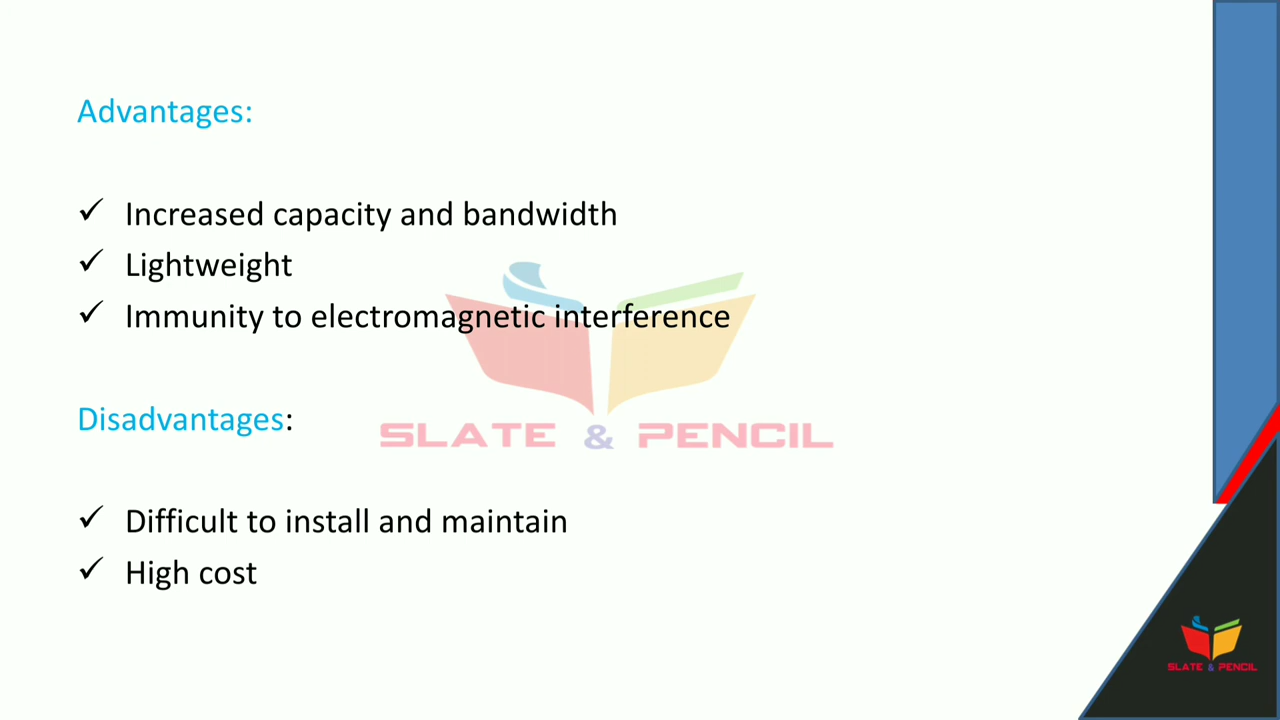 Advantages:
✓ Increased capacity and bandwidth
✓ Lightweight
✓ Immunity to electromagnetic interference
Disadvantages:
SLATE & PENCIL
✓ Difficult to install and maintain
✓ High cost
SLATE & PENCIL